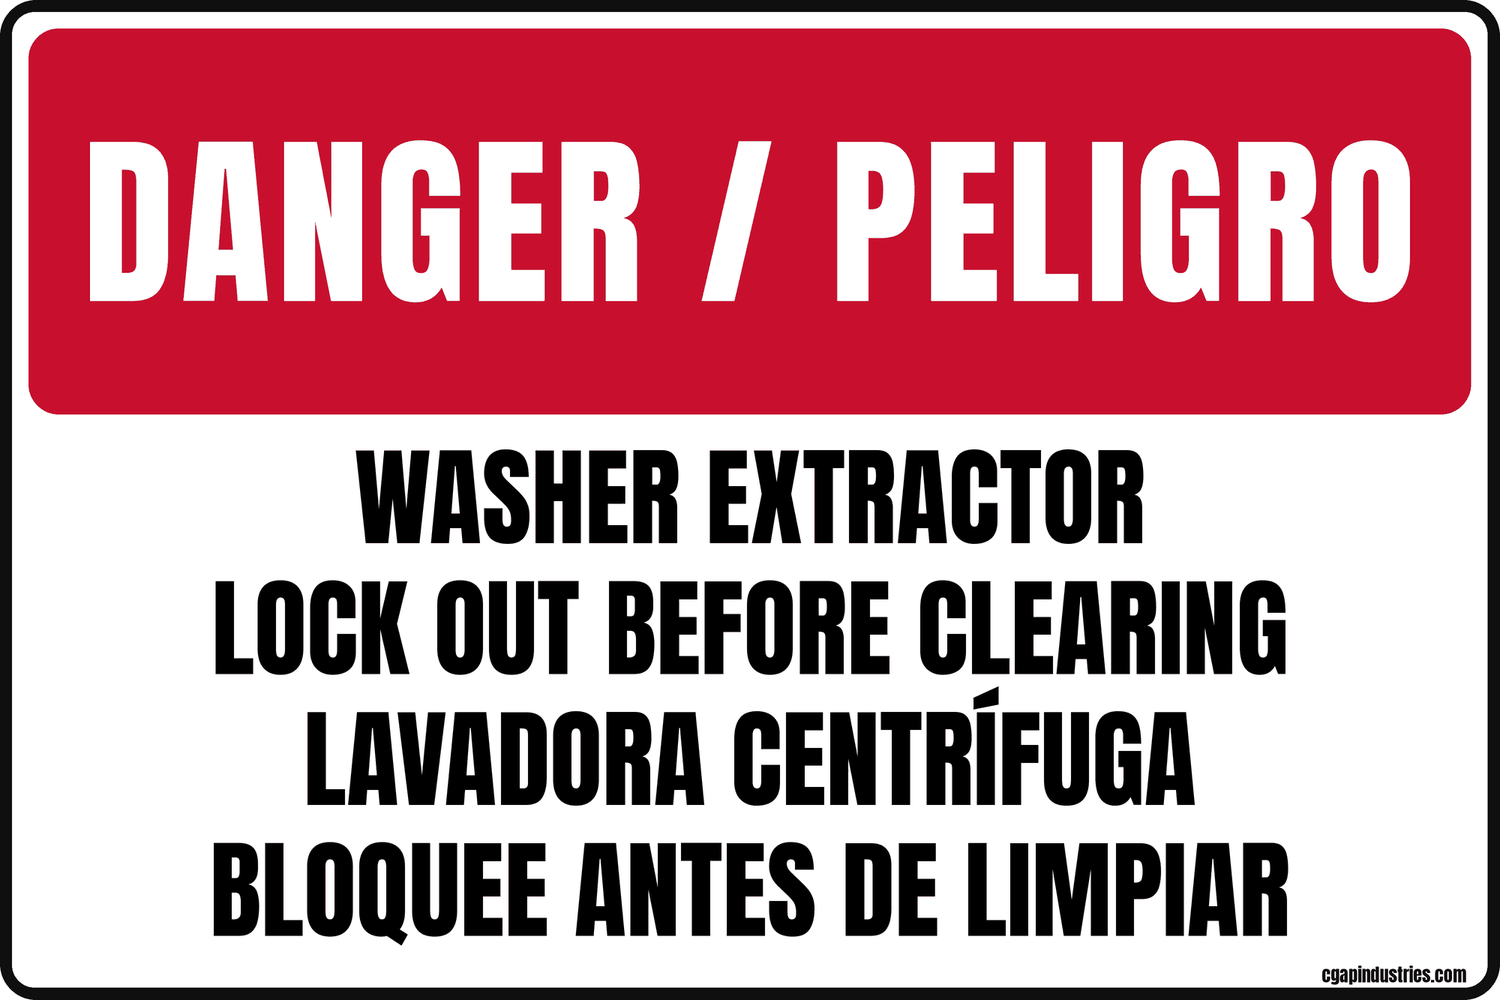 DANGER / PELIGRO
WASHER EXTRACTOR
LOCK OUT BEFORE CLEARING
LAVADORA CENTRÍFUGA
BLOQUEE ANTES DE LIMPIAR
cgapindustries.com